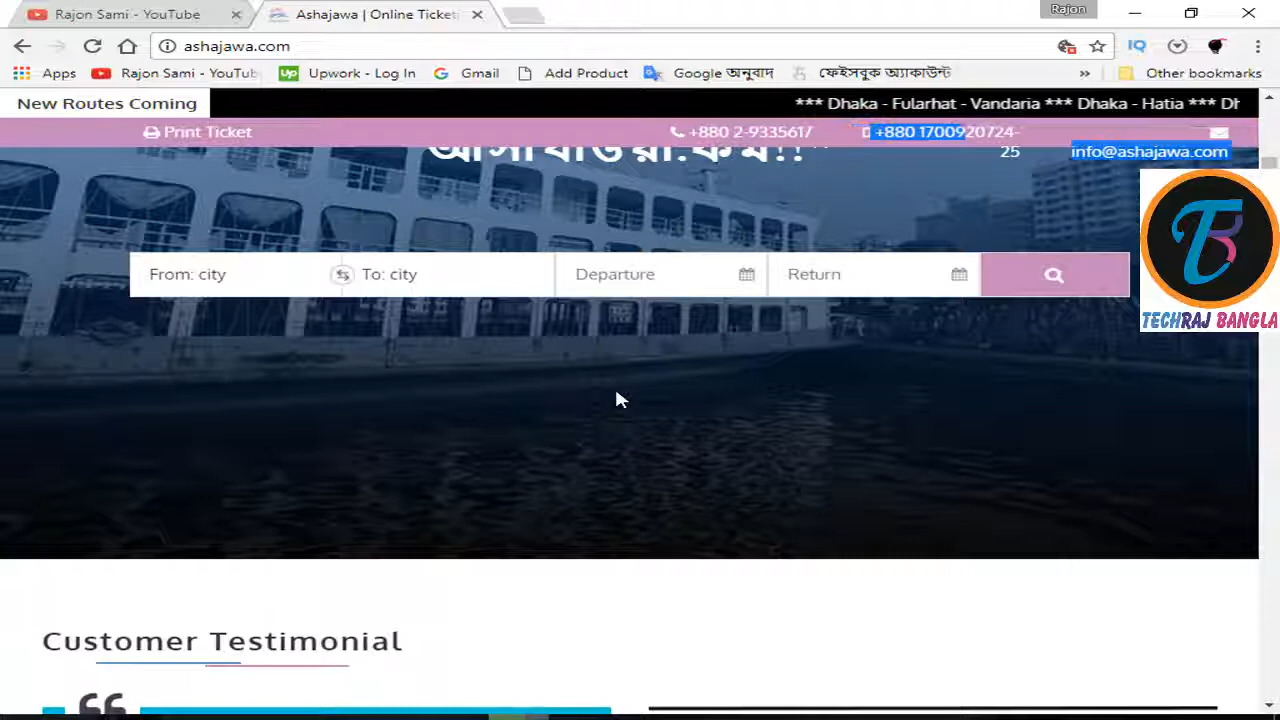 Rajon Sami - YouTube
Ashajawa | Online Ticket
Rajon
ashajawa.com
Apps
Rajon Sami - YouTub
Up
Upwork - Log In
Gmail
Add Product
Google অনুবাদ
ফেইসবুক অ্যাকাউন্ট
»
Other bookmarks
New Routes Coming
*** Dhaka - Fularhat - Vandaria *** Dhaka - Hatia *** Dh
Print Ticket
+880 2-9335617
+880 1700920724-
25
info@ashajawa.com
From: city
To: city
Departure
Return
TECHRAJ BANGLA
Customer Testimonial